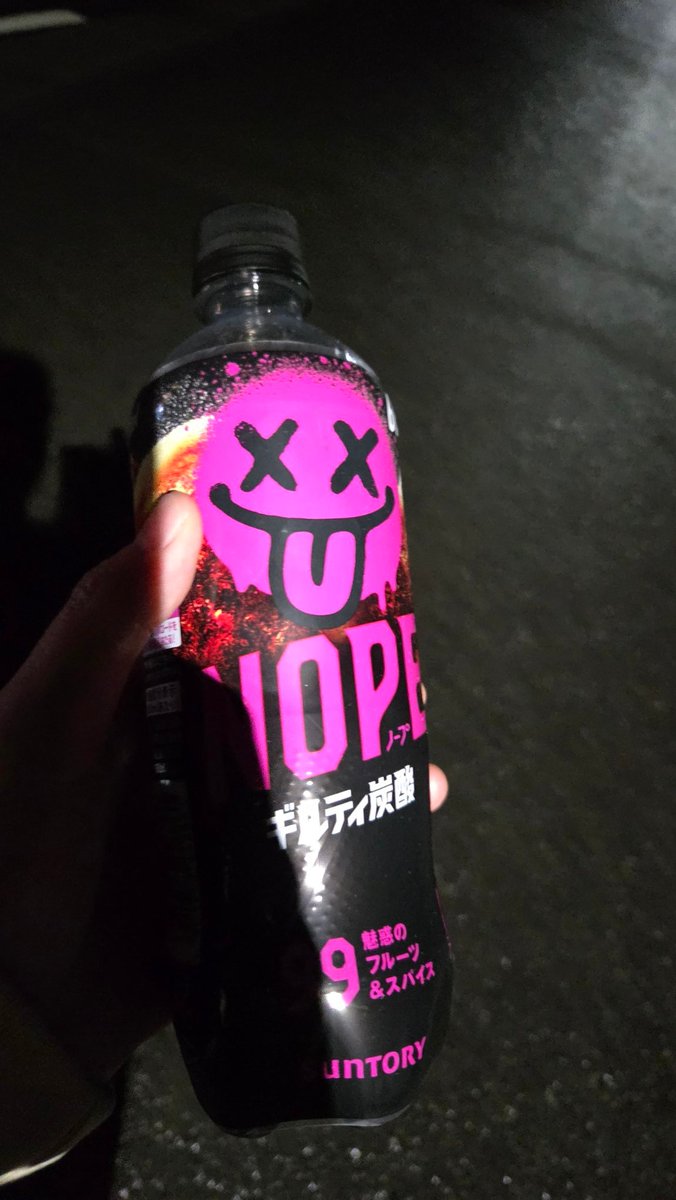 NOPE
ノープ
ギルティ炭酸
9
魅惑の
フルーツ
&スパイス
SUNTORY